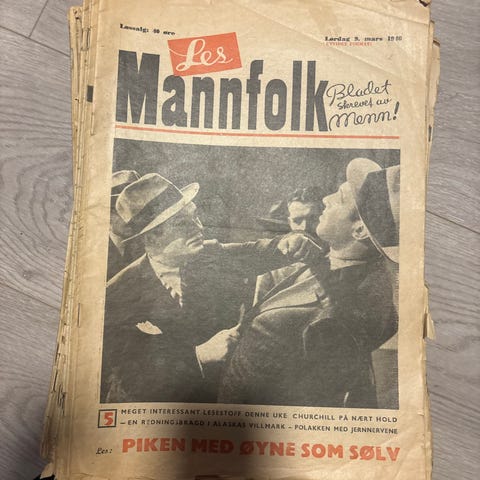 Løssalg: 40 øre
Lørdag 9. mars 1940
Les
Mannfolk
Bladet
skrevet av
menn!
5
MEGET INTERESSANT LESESTOFF DENNE UKE: CHURCHILL PÅ NÆRT HOLD
— EN REDNINGSBRAGD I ALASKAS VILLMARK — POLAKKEN MED JERNNERVENE
Les: PIKEN MED ØYNE SOM SØLV